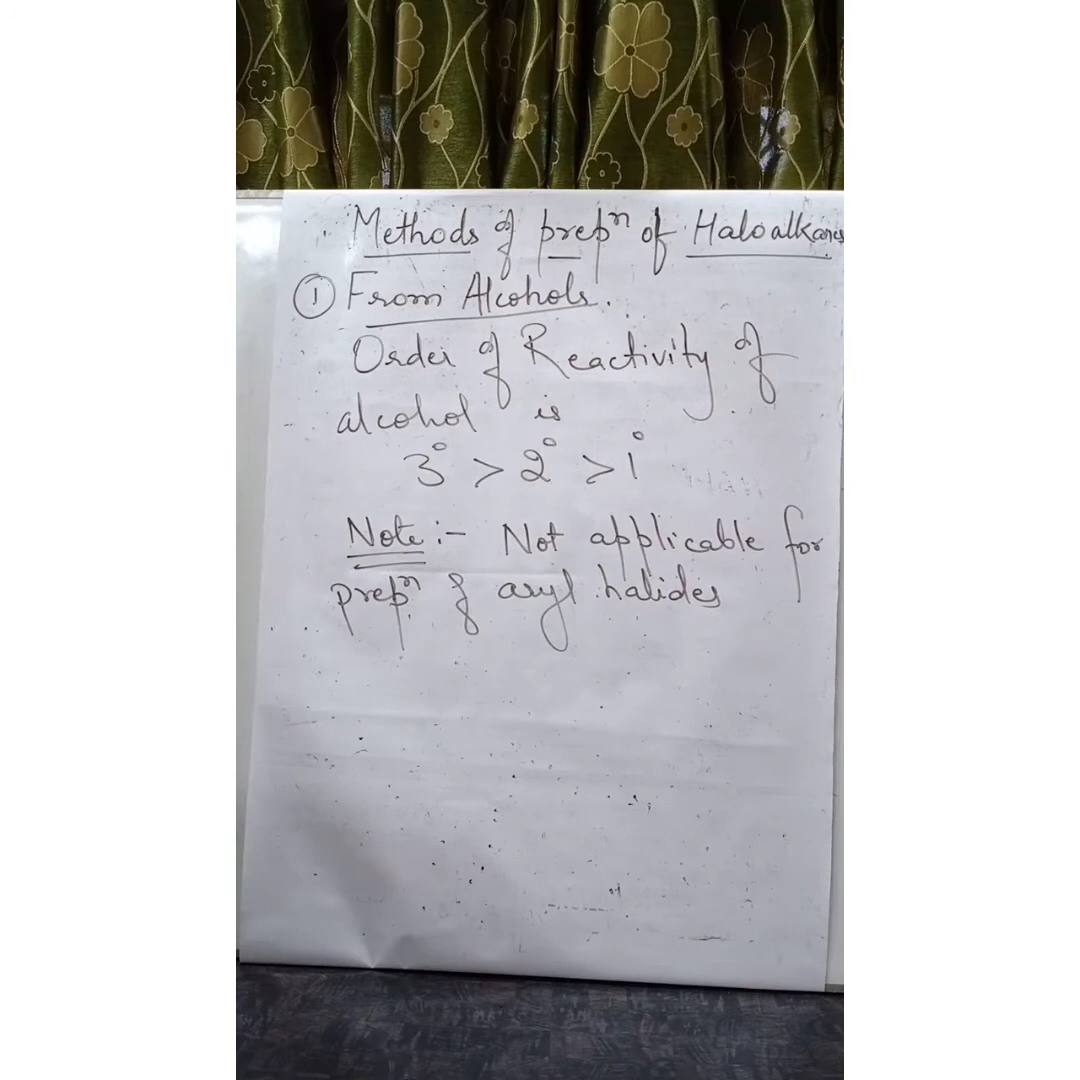 Methods of prepⁿ of Haloalkanes
① From Alcohols.
Order of Reactivity of
alcohol is
3° > 2° > 1°
Note :- Not applicable for
prepⁿ of aryl halides